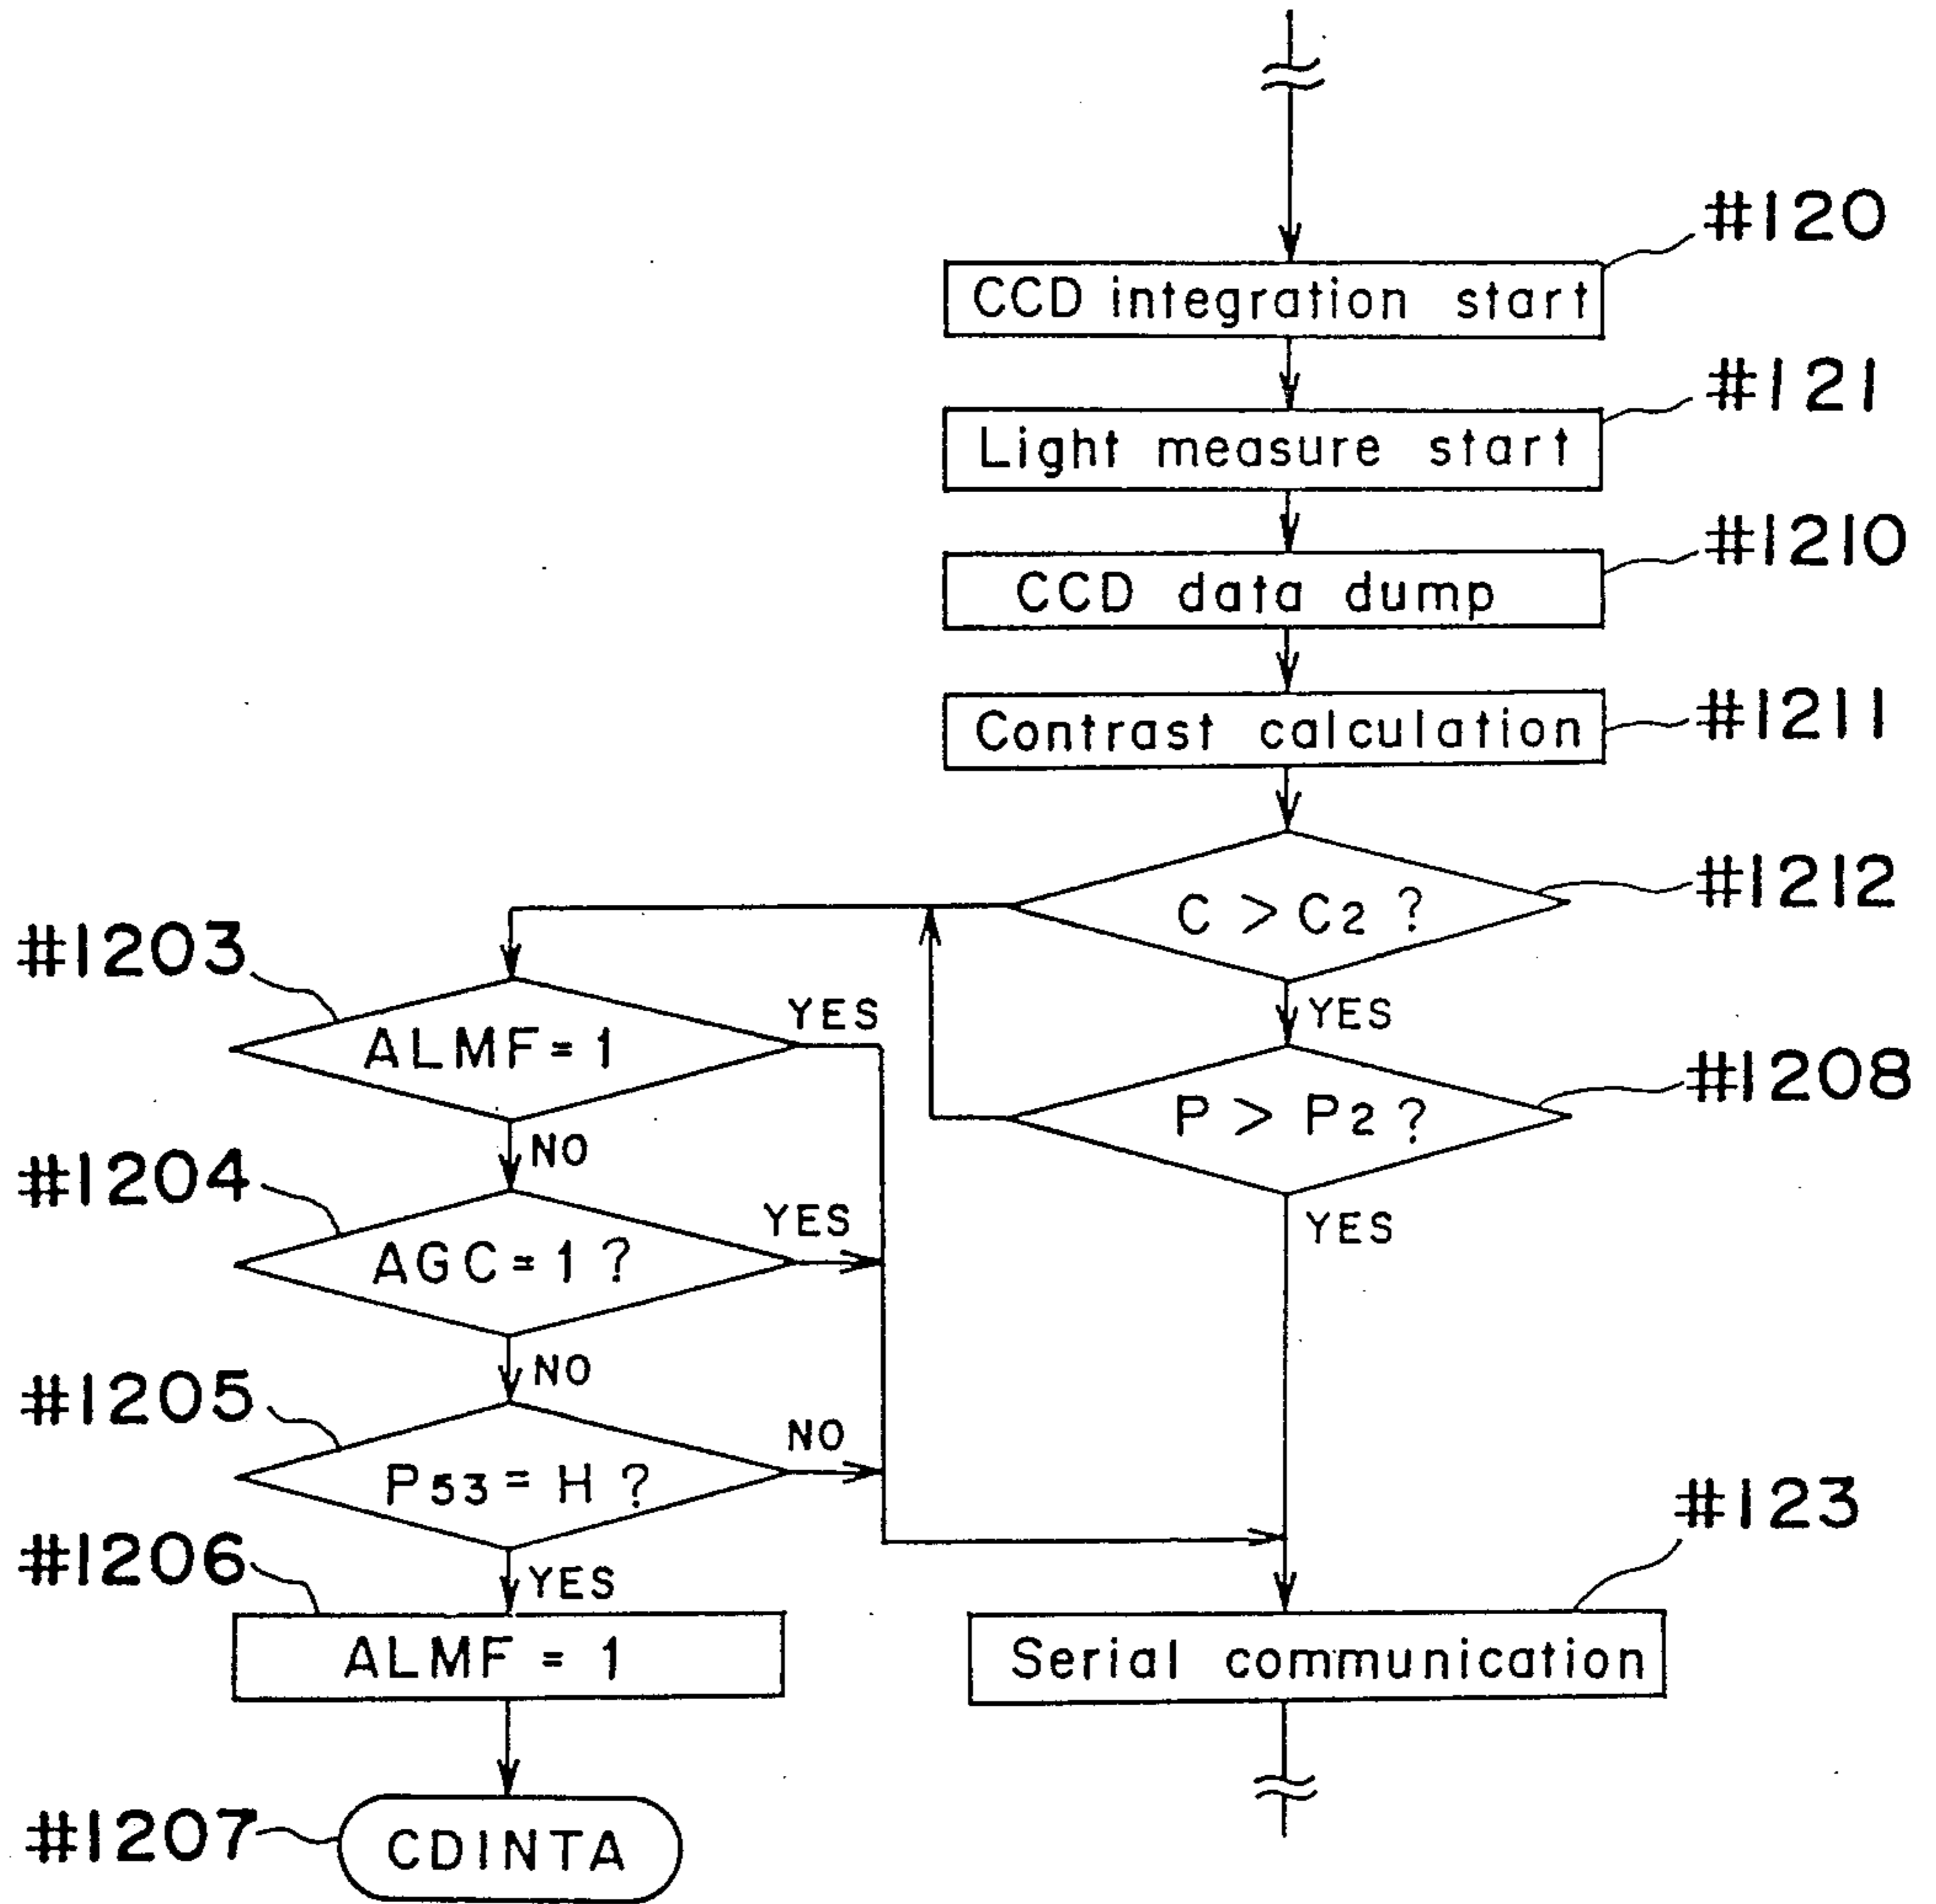 #120
CCD integration start
#121
Light measure start
#1210
CCD data dump
#1211
Contrast calculation
#1212
C > C2 ?
YES
#1208
P > P2 ?
YES
#1203
ALMF = 1
YES
NO
#1204
AGC = 1 ?
YES
NO
#1205
P53 = H ?
NO
YES
#1206
ALMF = 1
#1207
CDINTA
#123
Serial communication